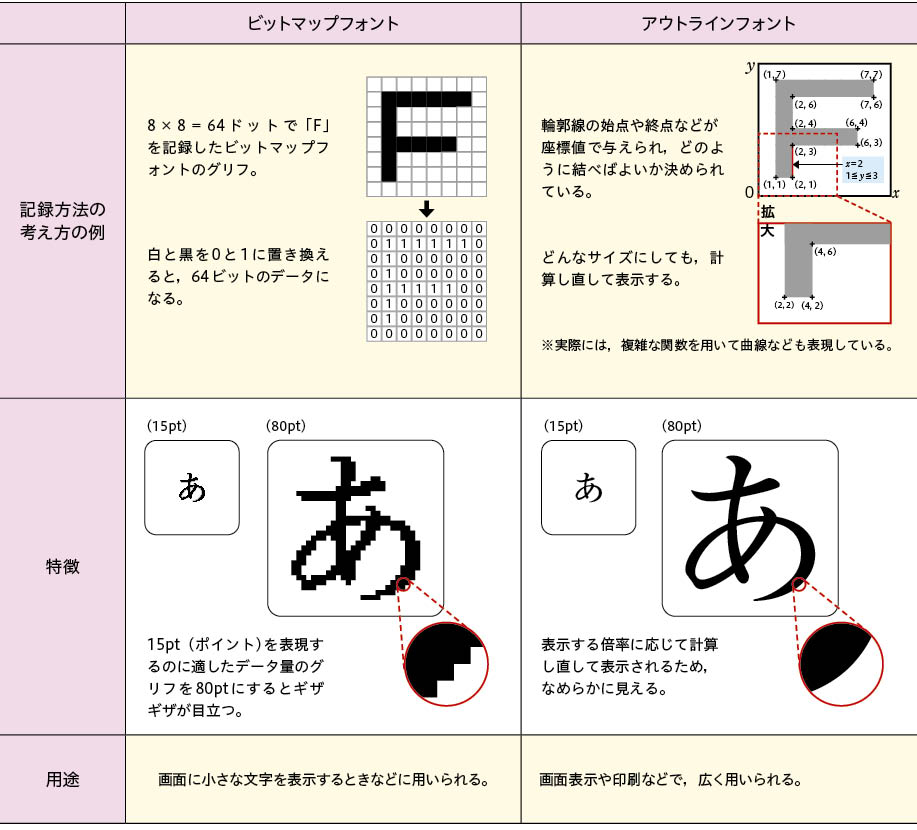 ビットマップフォント
アウトラインフォント
記録方法の
考え方の例
8×8=64ドットで「F」
を記録したビットマップフ
ォントのグリフ。
白と黒を0と1に置き換え
ると，64ビットのデータに
なる。
0 0 0 0 0 0 0 0
0 1 1 1 1 1 1 0
0 1 0 0 0 0 0 0
0 1 0 0 0 0 0 0
0 1 1 1 1 1 0 0
0 1 0 0 0 0 0 0
0 1 0 0 0 0 0 0
0 0 0 0 0 0 0 0
輪郭線の始点や終点などが
座標値で与えられ，どのよ
うに結べばよいか決められ
ている。
どんなサイズにしても，計
算し直して表示する。
y
(1, 7)
(7, 7)
(2, 6)
(7, 6)
(2, 4)
(6, 4)
(2, 3)
(6, 3)
x=2
1≦y≦3
(1, 1)
(2, 1)
0
x
拡
大
(4, 6)
(2, 2)
(4, 2)
※実際には，複雑な関数を用いて曲線なども表現している。
特徴
（15pt）
（80pt）
あ
あ
15pt（ポイント）を表現す
るのに適したデータ量のグ
リフを80ptにするとギザ
ギザが目立つ。
（15pt）
（80pt）
あ
あ
表示する倍率に応じて計算
し直して表示されるため，
なめらかに見える。
用途
画面に小さな文字を表示するときなどに用いられる。
画面表示や印刷などで，広く用いられる。